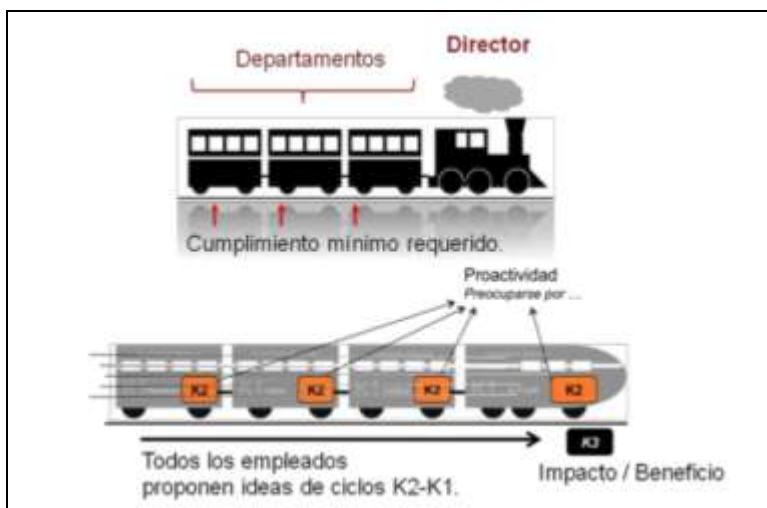 Departamentos
Director
Cumplimiento mínimo requerido.
Proactividad
Preocuparse por ...
K2
K2
K2
K2
K3
Todos los empleados
proponen ideas de ciclos K2-K1.
Impacto / Beneficio